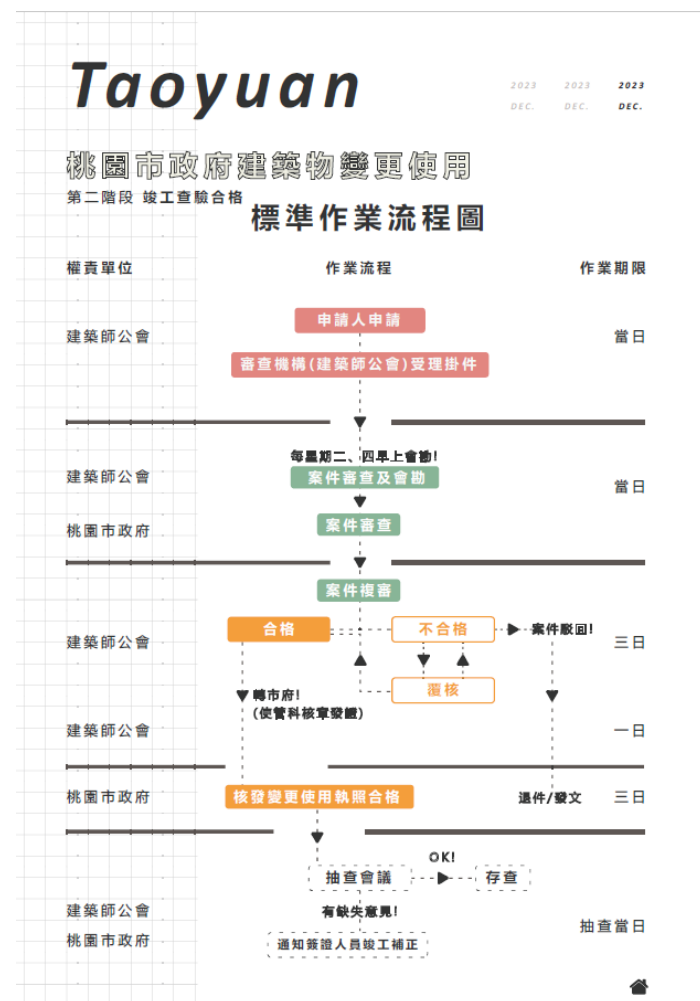 Taoyuan
2023 2023 2023
DEC. DEC. DEC.
桃園市政府建築物變更使用
第二階段 竣工查驗合格
標準作業流程圖
權責單位 作業流程 作業期限
申請人申請
建築師公會 當日
審查機構(建築師公會)受理掛件
每星期二、四早上會勘!
建築師公會 案件審查及會勘
當日
桃園市政府 案件審查
案件複審
合格 不合格 案件駁回!
建築師公會 三日
覆核
轉市府!
(使管科核章發證)
建築師公會 一日
桃園市政府 核發變更使用執照合格 退件/發文 三日
OK!
抽查會議 存查
建築師公會 有缺失意見!
抽查當日
桃園市政府 通知簽證人員竣工補正